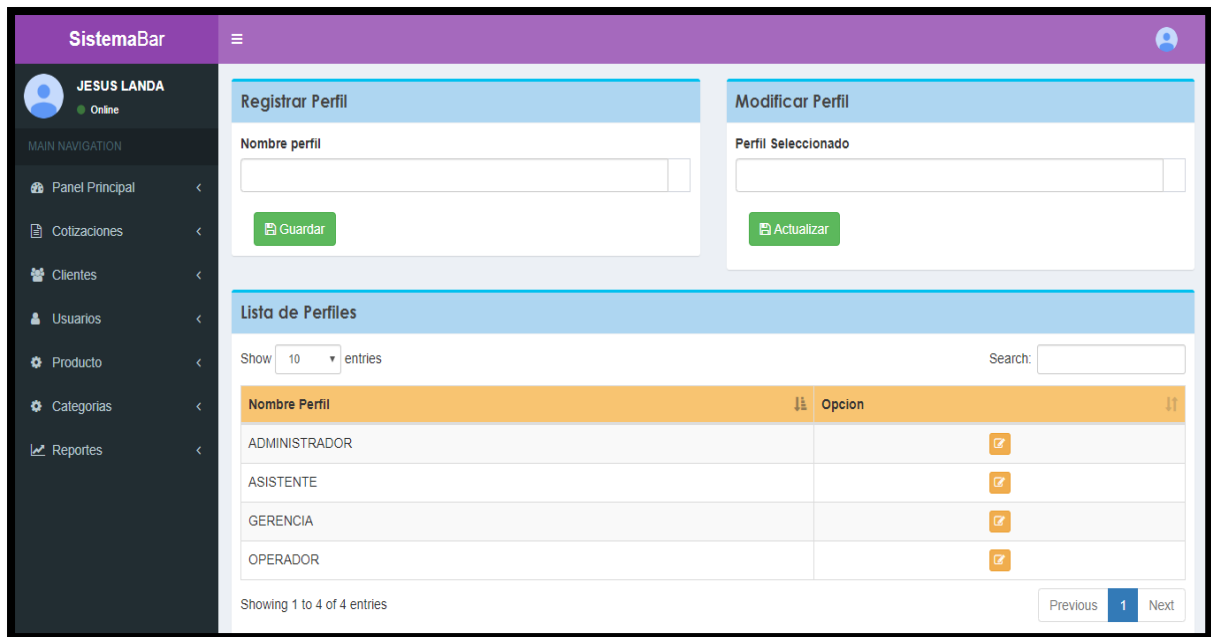 SistemaBar
JESUS LANDA
Online
MAIN NAVIGATION
Panel Principal
Cotizaciones
Clientes
Usuarios
Producto
Categorias
Reportes
Registrar Perfil
Nombre perfil
Guardar
Modificar Perfil
Perfil Seleccionado
Actualizar
Lista de Perfiles
Show 10 entries
Search:
Nombre Perfil Opcion
ADMINISTRADOR
ASISTENTE
GERENCIA
OPERADOR
Showing 1 to 4 of 4 entries
Previous 1 Next